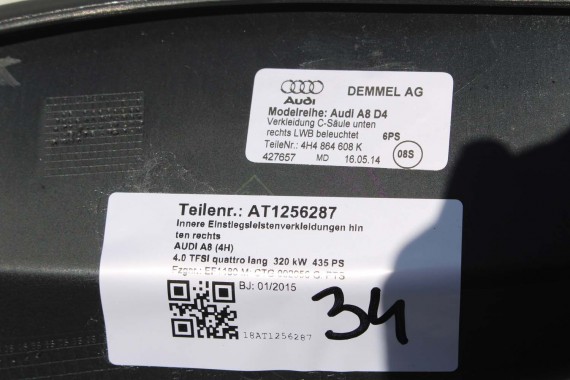 Audi
DEMMEL AG
Modelreihe: Audi A8 D4
Verkleidung C-Säule unten
rechts LWB beleuchtet 6PS
TeileNr.: 4H4 864 608 K
08S
427657 MD 16.05.14
Teilenr.: AT1256287
Innere Einstiegsleistenverkleidungen hin
ten rechts
AUDI A8 (4H)
4.0 TFSI quattro lang 320 kW 435 PS
BJ: 01/2015
18AT1256287
34